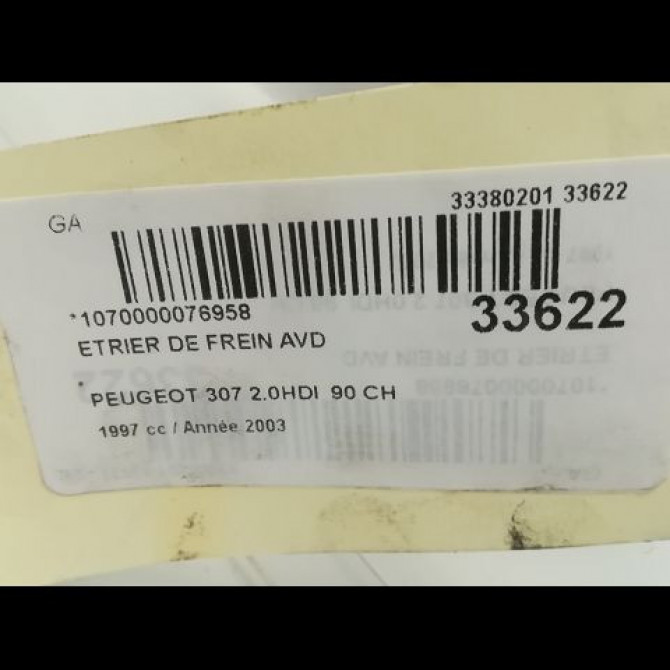 GA
33380201 33622
*1070000076958
33622
ETRIER DE FREIN AVD
*
PEUGEOT 307 2.0HDI 90 CH
1997 cc / Année 2003